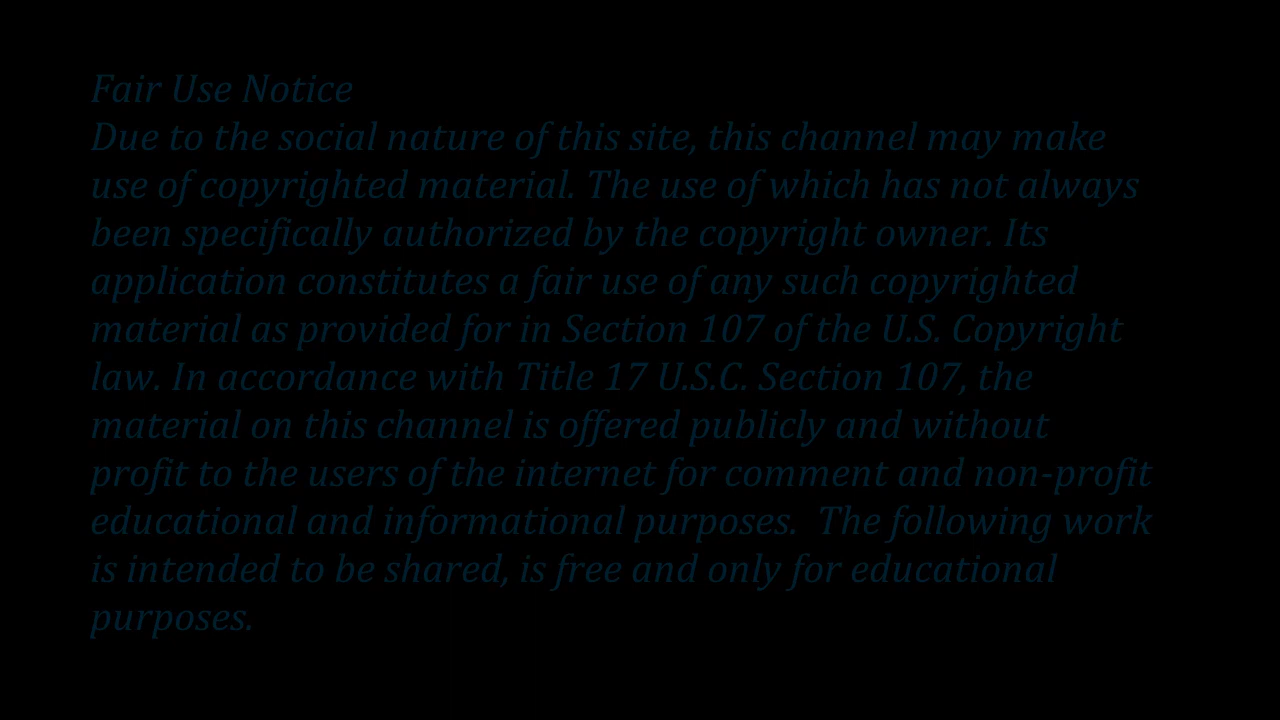 Fair Use Notice
Due to the social nature of this site, this channel may make
use of copyrighted material. The use of which has not always
been specifically authorized by the copyright owner. Its
application constitutes a fair use of any such copyrighted
material as provided for in Section 107 of the U.S. Copyright
law. In accordance with Title 17 U.S.C. Section 107, the
material on this channel is offered publicly and without
profit to the users of the internet for comment and non-profit
educational and informational purposes.  The following work
is intended to be shared, is free and only for educational
purposes.